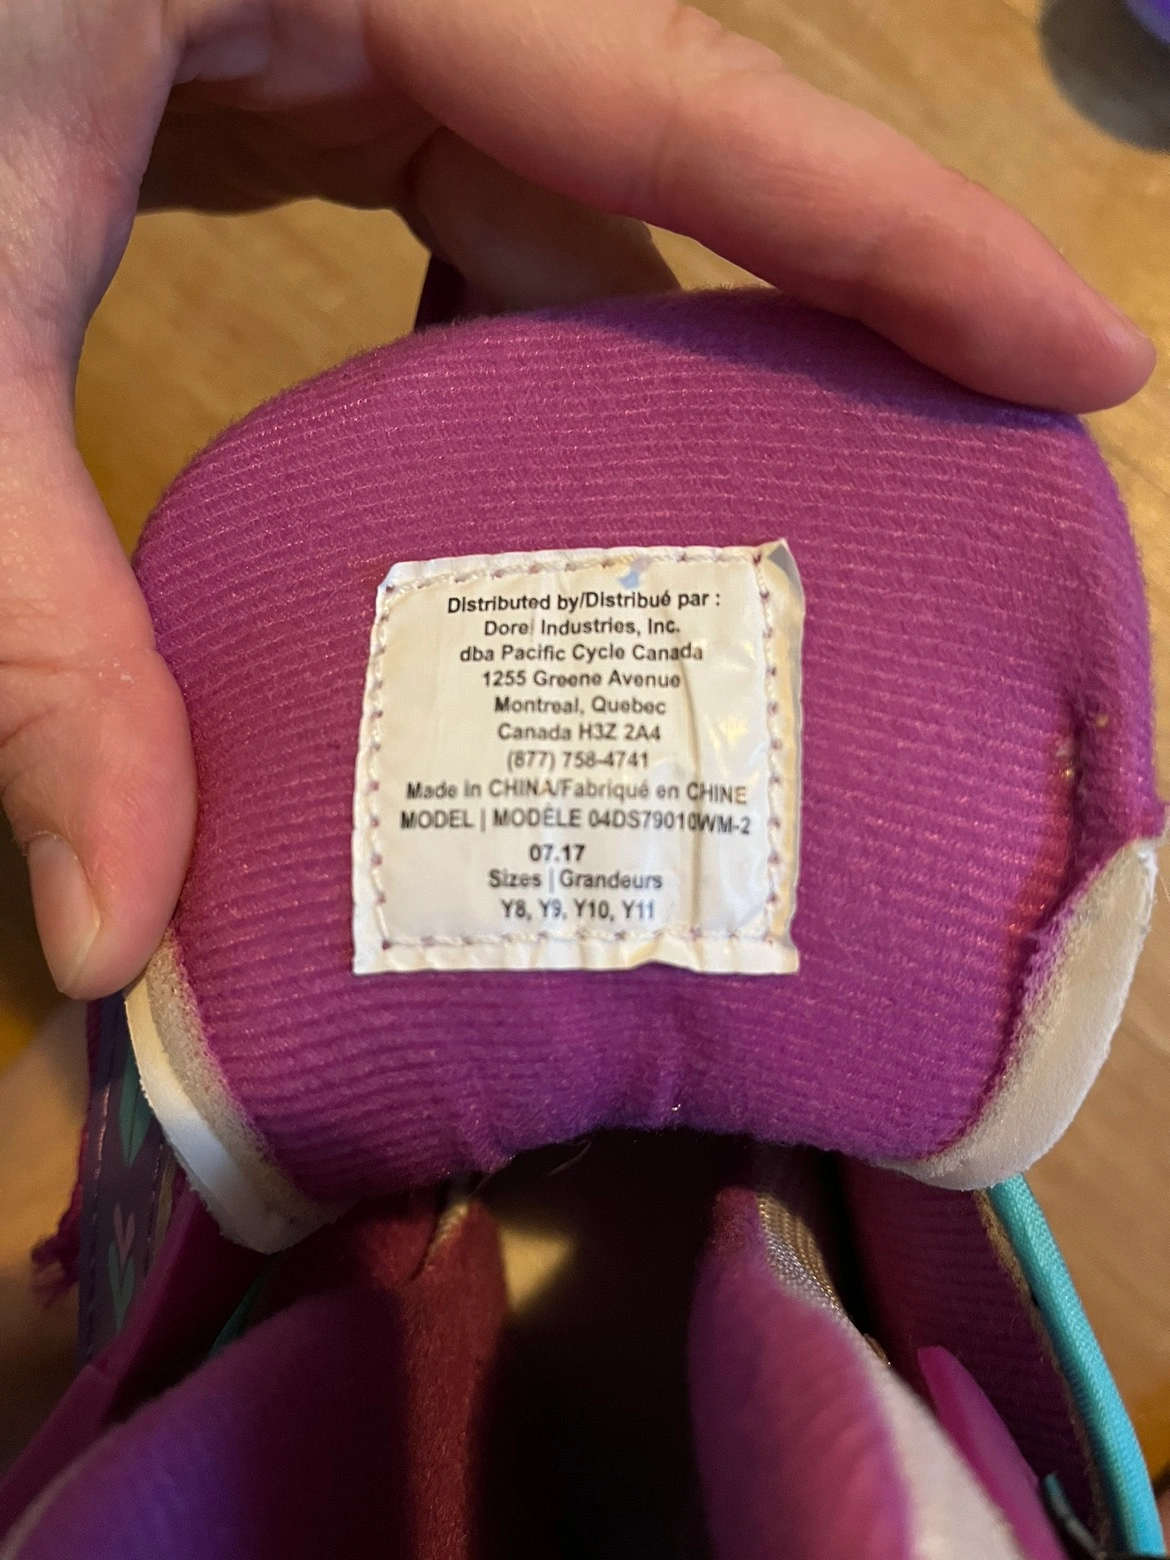 Distributed by/Distribué par :
Dorel Industries, Inc.
dba Pacific Cycle Canada
1255 Greene Avenue
Montreal, Quebec
Canada H3Z 2A4
(877) 758-4741
Made in CHINA/Fabriqué en CHINE
MODEL | MODÈLE 04DS79010WM-2
07.17
Sizes | Grandeurs
Y8, Y9, Y10, Y11